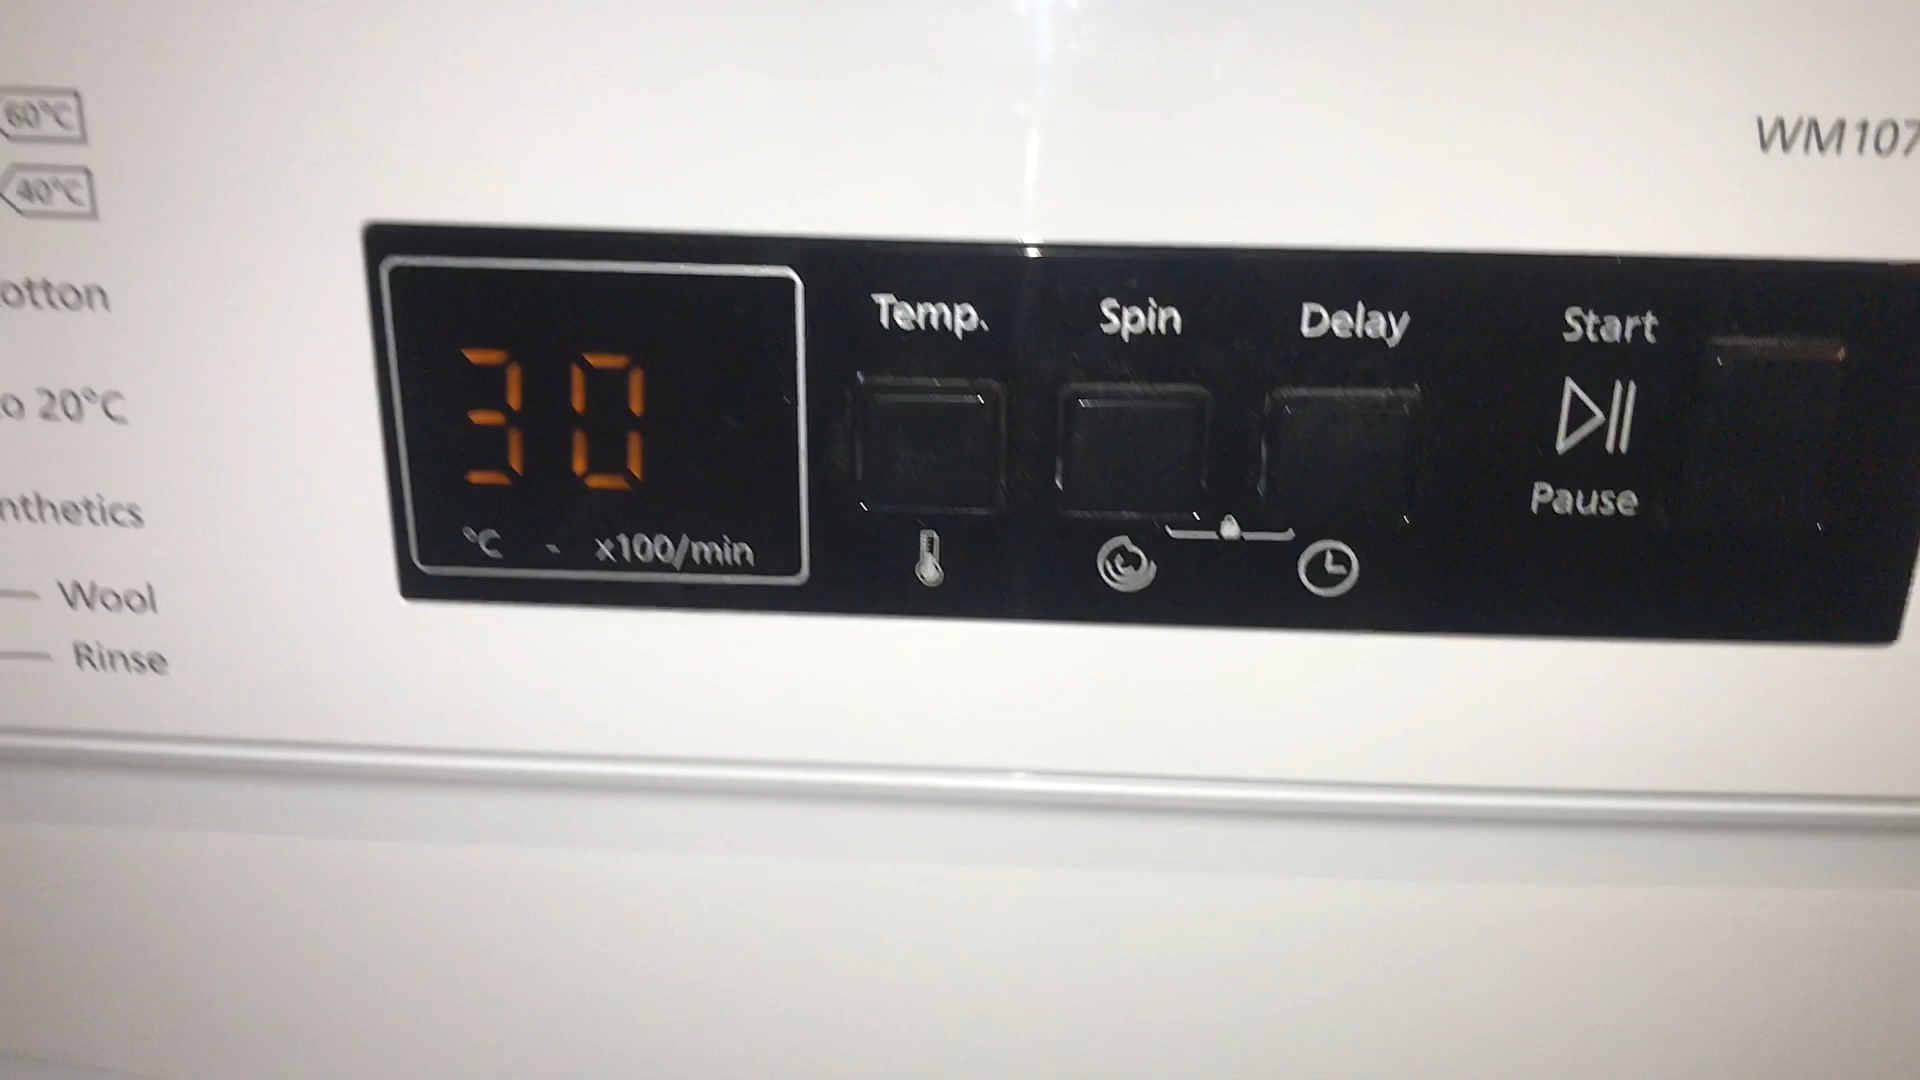 60°C
40°C
WM107
otton
o 20°C
nthetics
Wool
Rinse
30
°C - x100/min
Temp.
Spin
Delay
Start
Pause